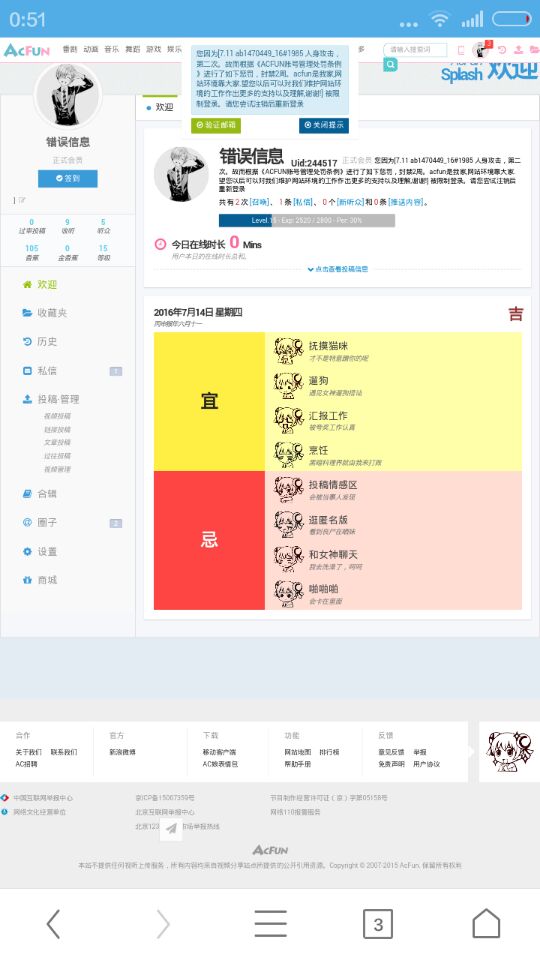 0:51
AcFun 番剧 动画 音乐 舞蹈 游戏 娱乐
多
请输入搜索词
Splash 欢迎
您因为[7.11 ab1470449_16#1985 人身攻击,
第二次。故而根据《ACFUN账号管理处罚条例
》进行了如下惩罚,封禁2周。acfun是我家,网
站环境靠大家,望您以后可以对我们维护网站环
境的工作作出更多的支持以及理解,谢谢!] 被限
制登录。请您尝试注销后重新登录
验证邮箱 关闭提示
错误信息
正式会员
签到
]
0 9 5
过审投稿 收听 听众
105 0 15
香蕉 金香蕉 等级
欢迎
收藏夹
历史
私信 1
投稿·管理
视频投稿
链接投稿
文章投稿
过往投稿
视频管理
合辑
圈子 2
设置
商城
欢迎
错误信息 Uid:244517 正式会员 您因为[7.11 ab1470449_16#1985 人身攻击,第二
次。故而根据《ACFUN账号管理处罚条例》进行了如下惩罚,封禁2周。acfun是我家,网站环境靠大家,
望您以后可以对我们维护网站环境的工作作出更多的支持以及理解,谢谢!] 被限制登录。请您尝试注销后
重新登录
共有 2 次 [召唤]、 1 条 [私信]、 0 个 [新听众] 和 0 条 [推送内容]。
Level.15 - Exp: 2520 / 2800 - Per: 30%
今日在线时长 0 Mins
用户本日的在线时长总和。
点击查看投稿信息
2016年7月14日 星期四
丙申猴年六月十一
吉
宜
抚摸猫咪
才不是特意蹭你的呢
遛狗
遇见女神遛狗搭讪
汇报工作
被夸奖工作认真
烹饪
黑暗料理界就由我来打败
忌
投稿情感区
会被当事人发现
逛匿名版
看到丧尸在晒妹
和女神聊天
我去洗澡了,呵呵
啪啪啪
会卡在里面
合作
关于我们 联系我们
AC招聘
官方
新浪微博
下载
移动客户端
AC娘表情包
功能
网站地图 排行榜
帮助手册
反馈
意见反馈 举报
免责声明 用户协议
中国互联网举报中心 京ICP备15007359号 节目制作经营许可证(京)字第05158号
网络文化经营单位 北京互联网举报中心 网络110报警服务
北京123 市场举报热线
AcFun
本站不提供任何视听上传服务,所有内容均来自视频分享站点所提供的公开引用资源。Copyright © 2007-2015 AcFun. 保留所有权利
3